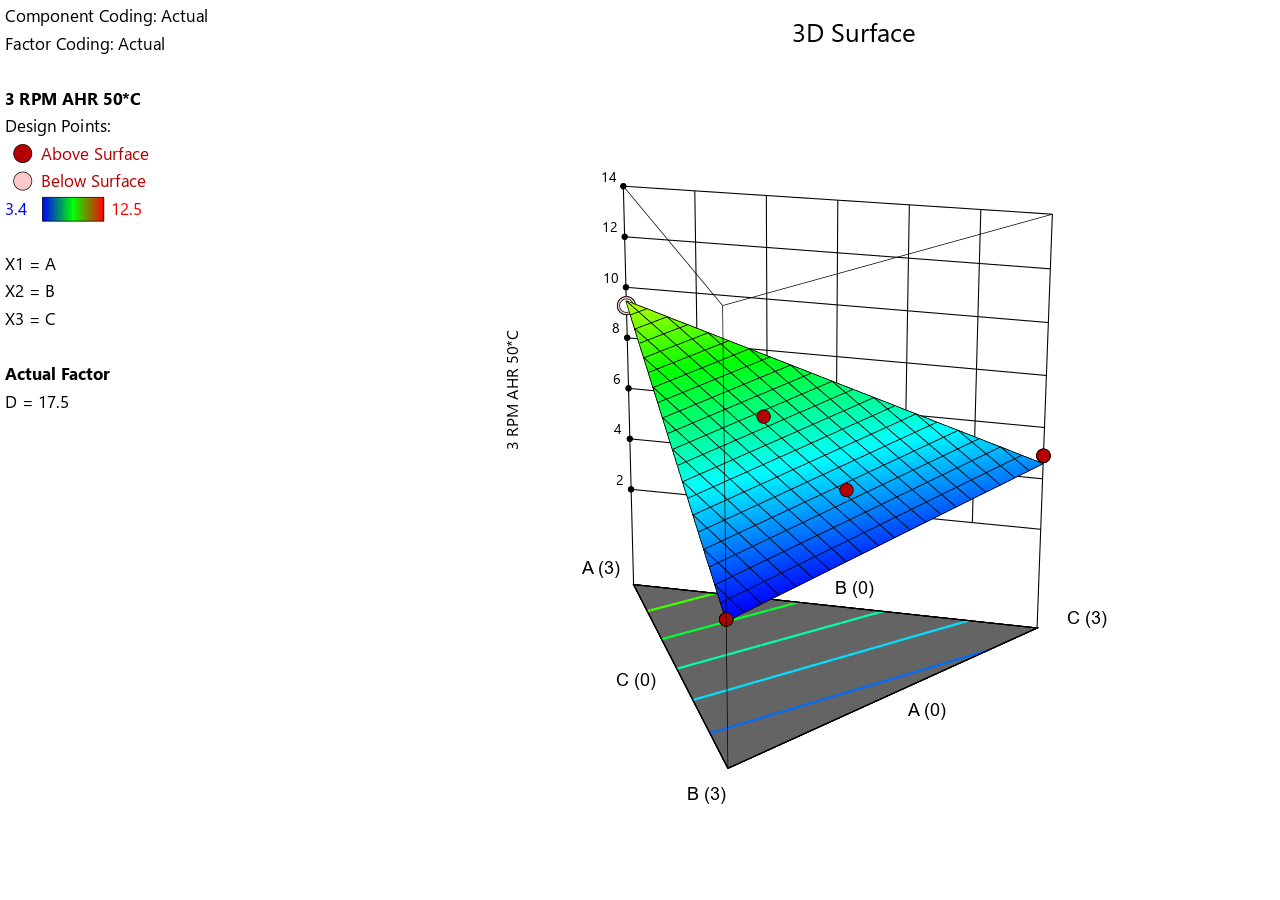 Component Coding: Actual
Factor Coding: Actual
3D Surface
3 RPM AHR 50*C
Design Points:
Above Surface
Below Surface
3.4 12.5
X1 = A
X2 = B
X3 = C
Actual Factor
D = 17.5
14
12
10
8
6
4
2
3 RPM AHR 50*C
A (3)
B (0)
C (3)
C (0)
A (0)
B (3)